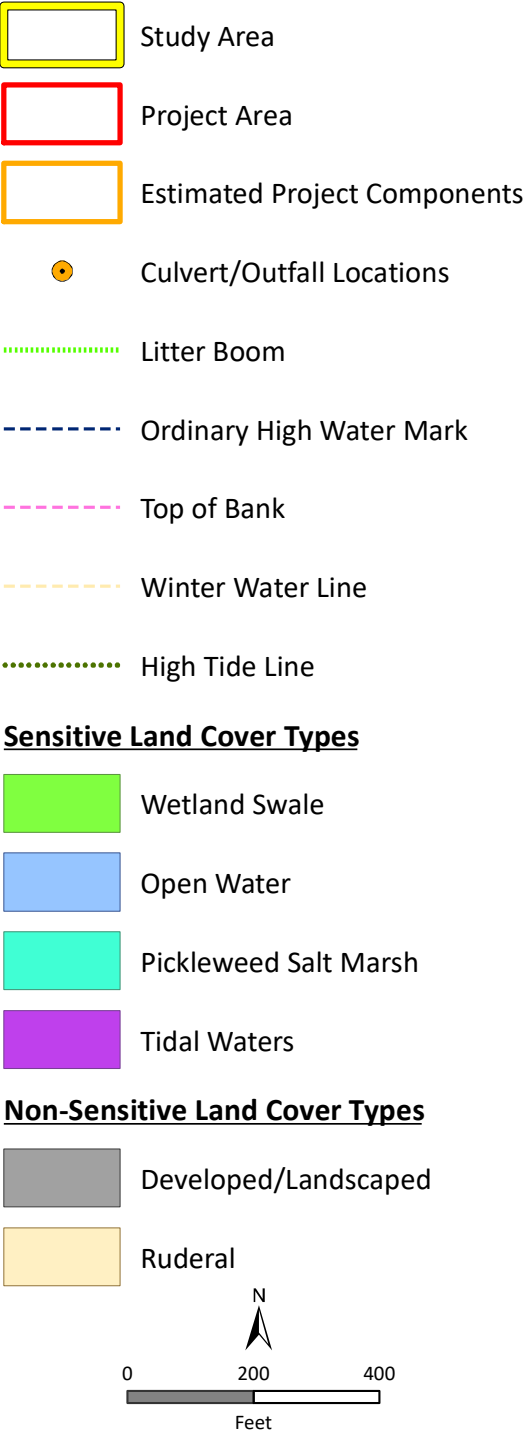 Study Area
Project Area
Estimated Project Components
Culvert/Outfall Locations
Litter Boom
Ordinary High Water Mark
Top of Bank
Winter Water Line
High Tide Line
Sensitive Land Cover Types
Wetland Swale
Open Water
Pickleweed Salt Marsh
Tidal Waters
Non-Sensitive Land Cover Types
Developed/Landscaped
Ruderal
N
0 200 400
Feet